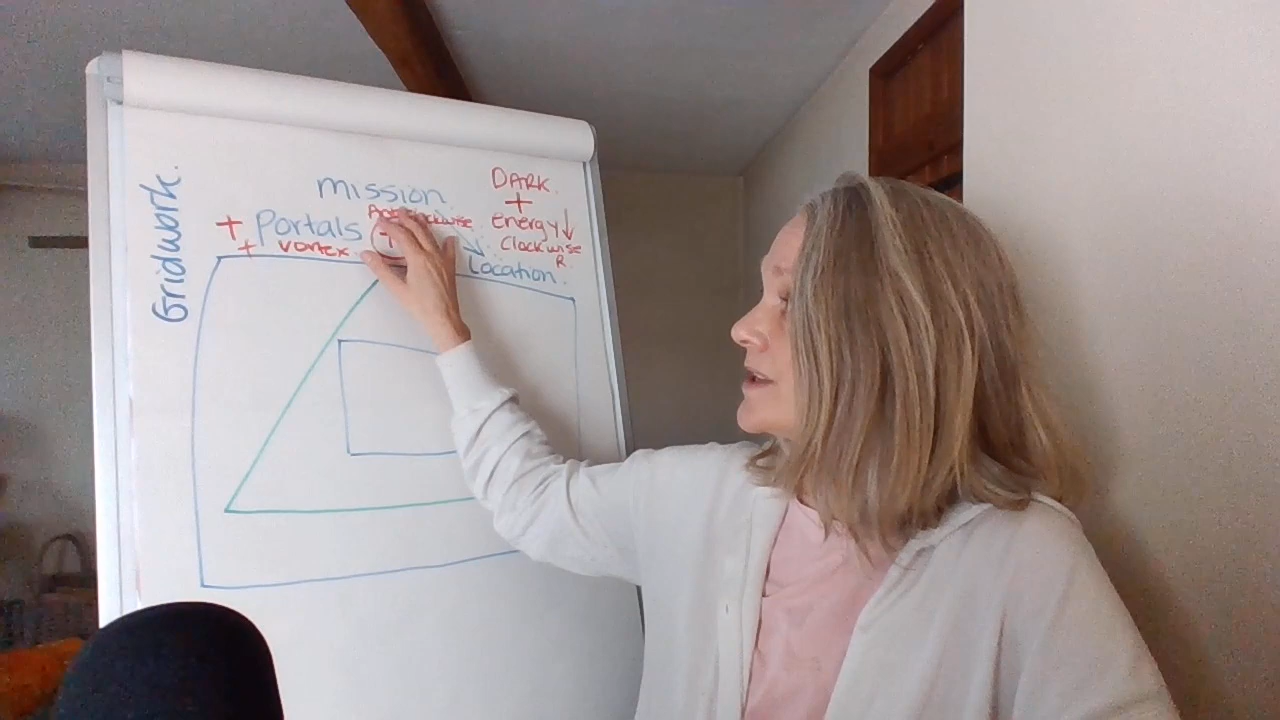 Gridwork.
mission
DARK.
+
+ Portals
energy↓
+ vortex
clockwise
R
Location.